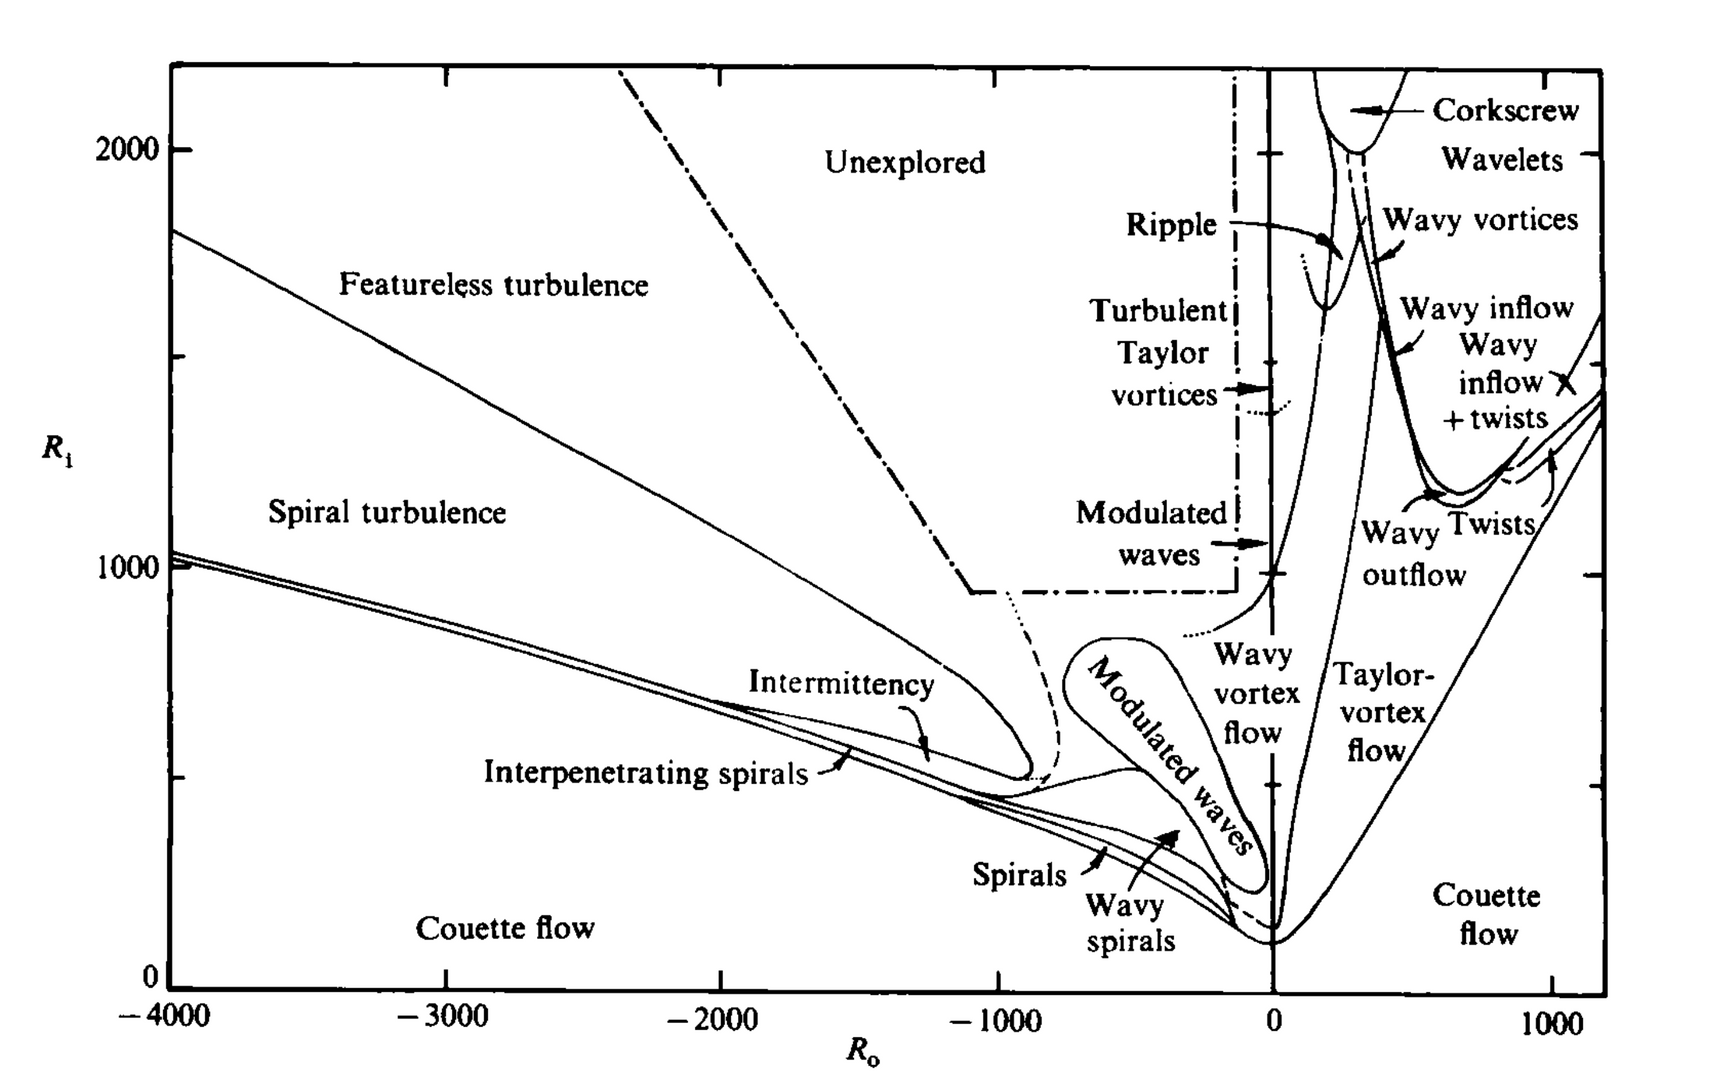 Corkscrew
2000
Unexplored
Wavelets
Ripple
Wavy vortices
Featureless turbulence
Turbulent
Taylor
vortices
Wavy inflow
Wavy
inflow
+ twists
R_i
Spiral turbulence
Modulated
waves
Wavy
outflow
Twists
1000
Intermittency
Modulated waves
Wavy
vortex
flow
Taylor-
vortex
flow
Interpenetrating spirals
Spirals
Wavy
spirals
Couette flow
Couette
flow
0
−4000
−3000
−2000
−1000
0
1000
R_o